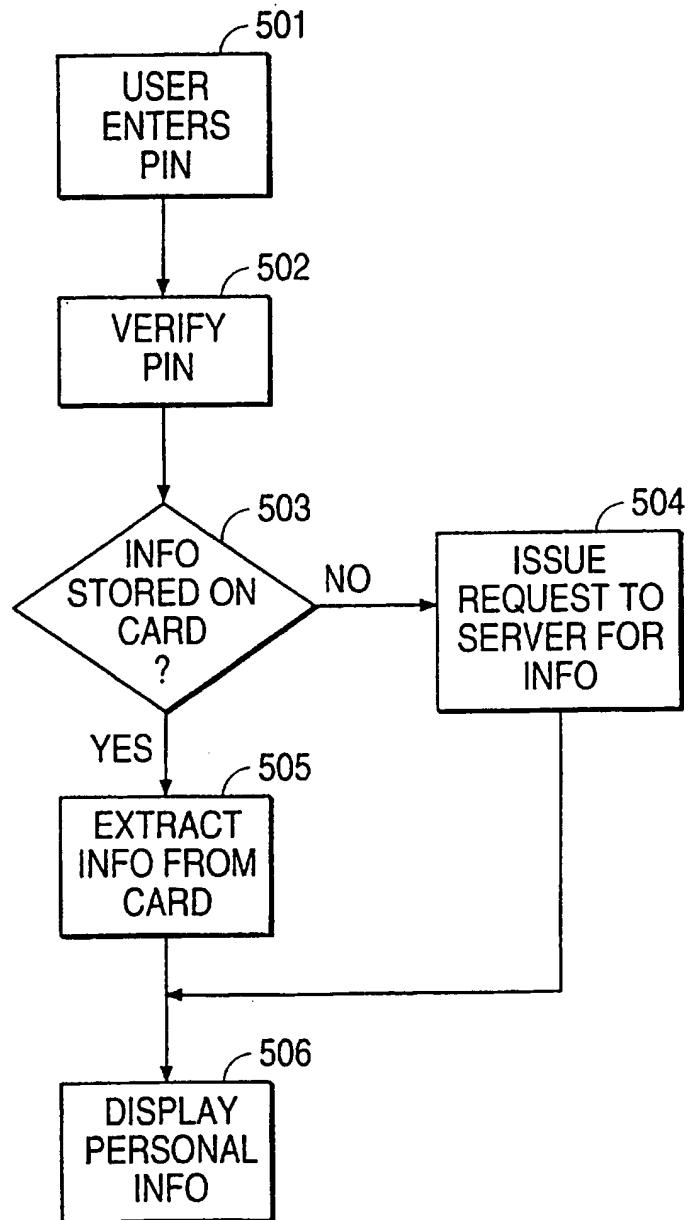 501
USER
ENTERS
PIN
502
VERIFY
PIN
503
INFO
STORED ON
CARD
?
NO
504
ISSUE
REQUEST TO
SERVER FOR
INFO
YES
505
EXTRACT
INFO FROM
CARD
506
DISPLAY
PERSONAL
INFO